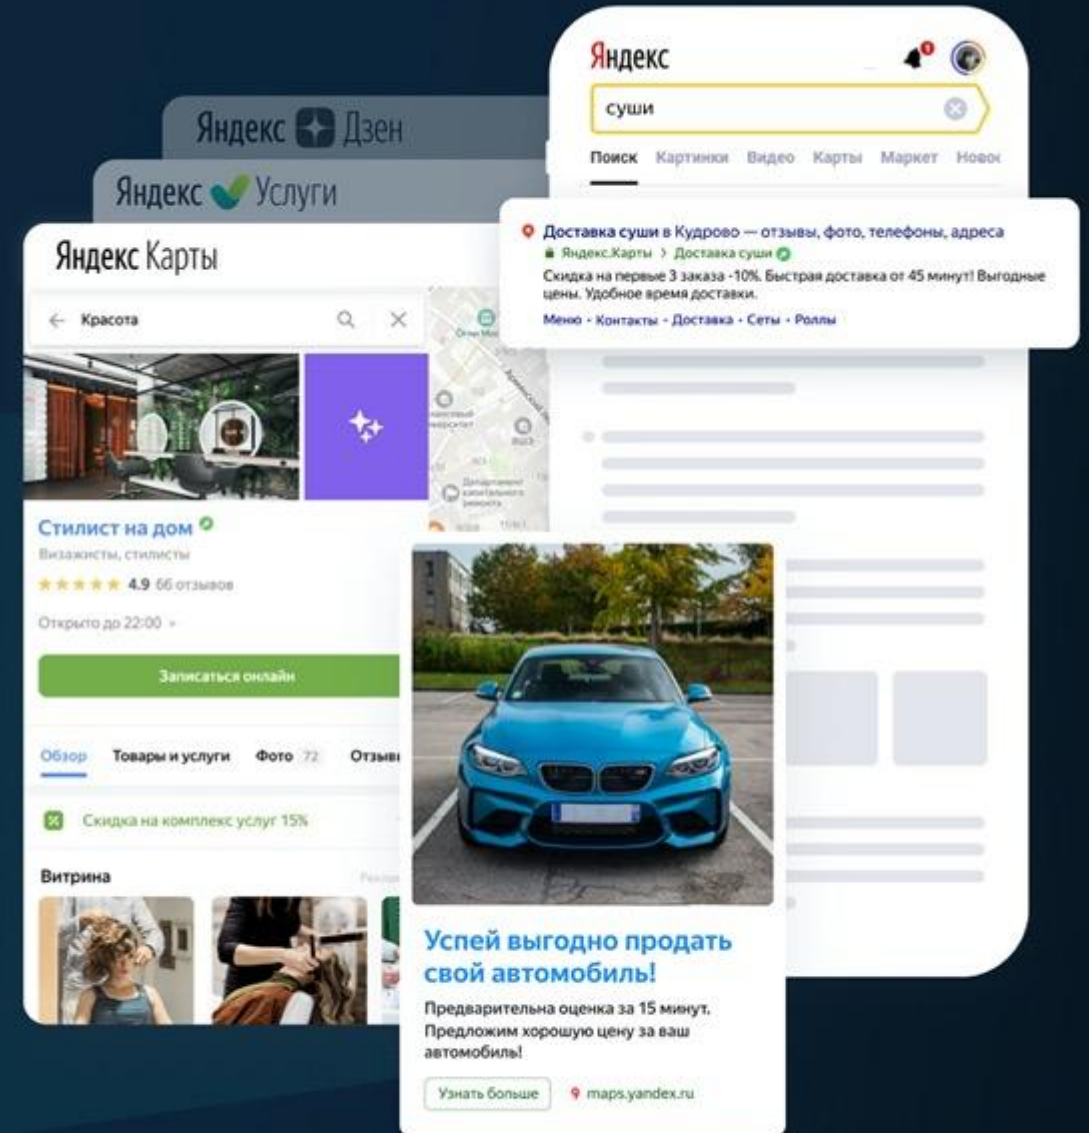 Яндекс Дзен
Яндекс Услуги
Яндекс Карты
Красота
Стилист на дом
Визажисты, стилисты
4.9 66 отзывов
Открыто до 22:00
Записаться онлайн
Обзор Товары и услуги Фото 72
Скидка на комплекс услуг 15%
Витрина
Яндекс
1
суши
Поиск Картинки Видео Карты Маркет
Доставка суши в Кудрово — отзывы, фото, телефоны, адреса
Яндекс.Карты > Доставка суши
Скидка на первые 3 заказа -10%. Быстрая доставка от 45 минут! Выгодные
цены. Удобное время доставки.
Меню - Контакты - Доставка - Сеты - Роллы
Департамент
капитального
ремонта
Успей выгодно продать
свой автомобиль!
Предварительна оценка за 15 минут.
Предложим хорошую цену за ваш
автомобиль!
Узнать больше
maps.yandex.ru